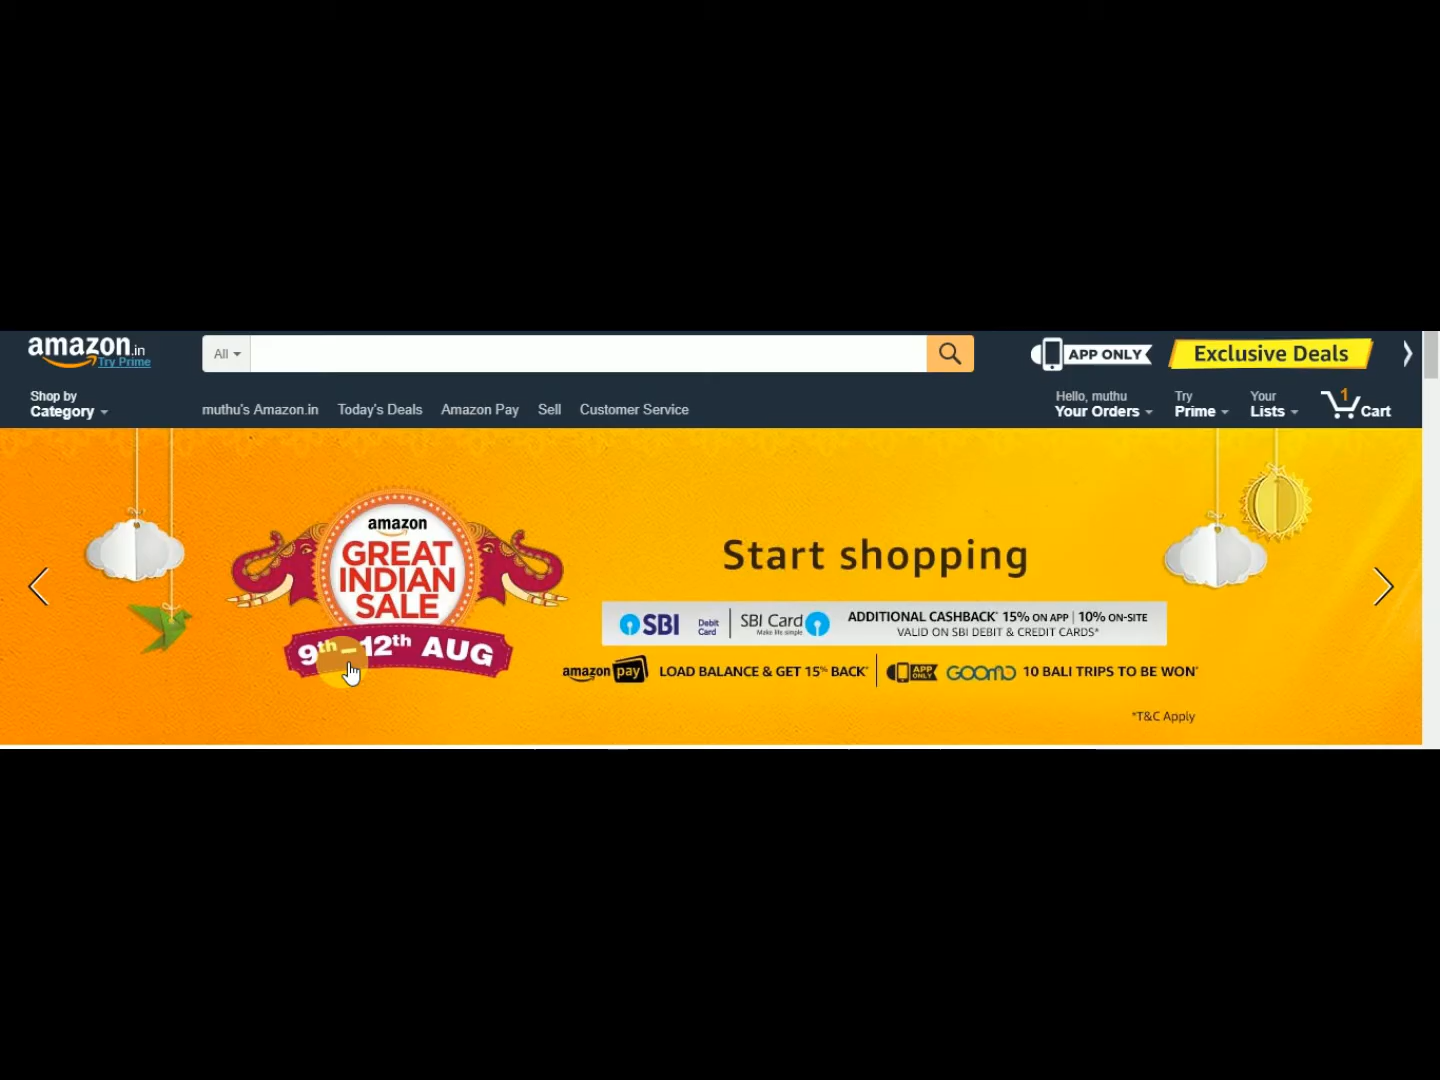 amazon.in
Try Prime
All
APP ONLY
Exclusive Deals
Shop by
Category
muthu's Amazon.in
Today's Deals
Amazon Pay
Sell
Customer Service
Hello, muthu
Your Orders
Try
Prime
Your
Lists
1
Cart
amazon
GREAT
INDIAN
SALE
9th – 12th AUG
Start shopping
SBI
Debit
Card
SBI Card
Make life simple
ADDITIONAL CASHBACK* 15% ON APP | 10% ON-SITE
VALID ON SBI DEBIT & CREDIT CARDS*
amazon pay
LOAD BALANCE & GET 15% BACK*
APP
ONLY
GOOMO
10 BALI TRIPS TO BE WON*
*T&C Apply